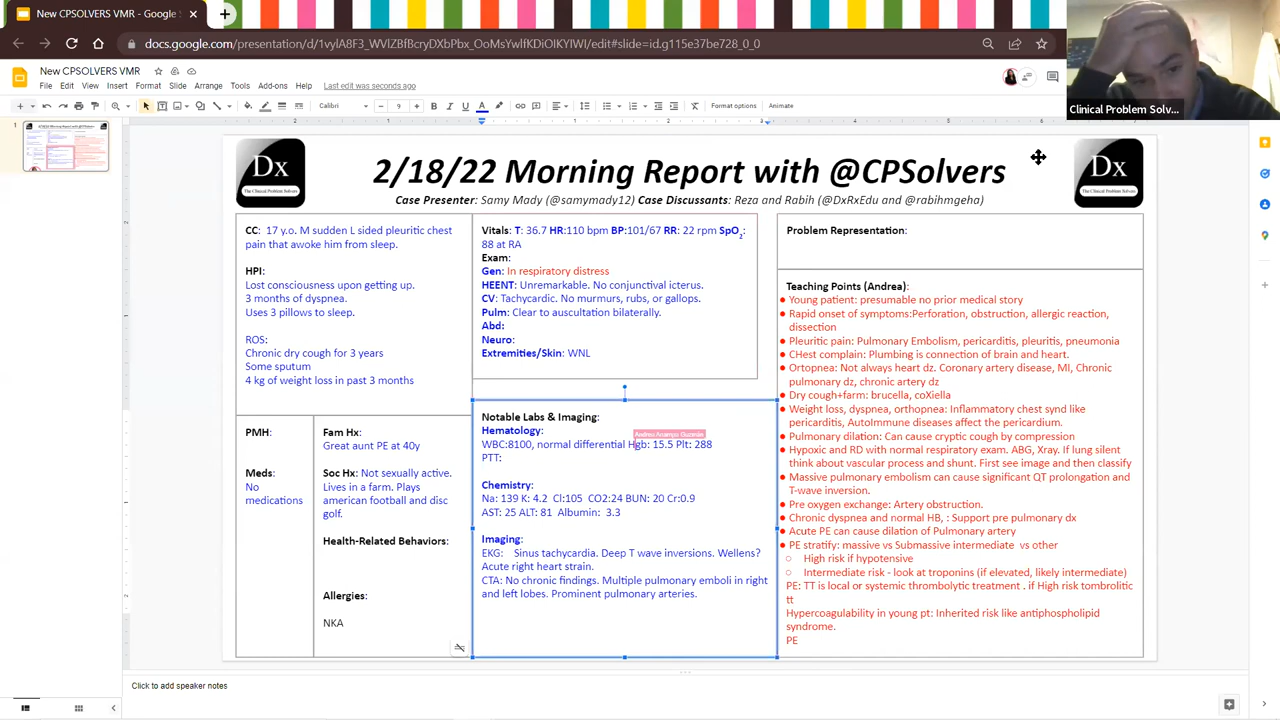 New CPSOLVERS VMR - Google S
docs.google.com/presentation/d/1vylA8F3_WVlZBfBcryDXbPbx_OoMsYwlfKDiOIKYIWI/edit#slide=id.g115e37be728_0_0
New CPSOLVERS VMR
File Edit View Insert Format Slide Arrange Tools Add-ons Help Last edit was seconds ago
Calibri 9 Format options Animate
Clinical Problem Solv...
2/18/22 Morning Report with @CPSolvers
Case Presenter: Samy Mady (@samymady12) Case Discussants: Reza and Rabih (@DxRxEdu and @rabihmgeha)
Dx
The Clinical Problem Solvers
Dx
The Clinical Problem Solvers
CC: 17 y.o. M sudden L sided pleuritic chest
pain that awoke him from sleep.
HPI:
Lost consciousness upon getting up.
3 months of dyspnea.
Uses 3 pillows to sleep.
ROS:
Chronic dry cough for 3 years
Some sputum
4 kg of weight loss in past 3 months
PMH:
Meds:
No
medications
Fam Hx:
Great aunt PE at 40y
Soc Hx: Not sexually active.
Lives in a farm. Plays
american football and disc
golf.
Health-Related Behaviors:
Allergies:
NKA
Vitals: T: 36.7 HR:110 bpm BP:101/67 RR: 22 rpm SpO2:
88 at RA
Exam:
Gen: In respiratory distress
HEENT: Unremarkable. No conjunctival icterus.
CV: Tachycardic. No murmurs, rubs, or gallops.
Pulm: Clear to auscultation bilaterally.
Abd:
Neuro:
Extremities/Skin: WNL
Notable Labs & Imaging:
Hematology:
WBC:8100, normal differential Hgb: 15.5 Plt: 288
PTT:
Chemistry:
Na: 139 K: 4.2 Cl:105 CO2:24 BUN: 20 Cr:0.9
AST: 25 ALT: 81 Albumin: 3.3
Imaging:
EKG: Sinus tachycardia. Deep T wave inversions. Wellens?
Acute right heart strain.
CTA: No chronic findings. Multiple pulmonary emboli in right
and left lobes. Prominent pulmonary arteries.
Problem Representation:
Teaching Points (Andrea):
Young patient: presumable no prior medical story
Rapid onset of symptoms:Perforation, obstruction, allergic reaction,
dissection
Pleuritic pain: Pulmonary Embolism, pericarditis, pleuritis, pneumonia
CHest complain: Plumbing is connection of brain and heart.
Ortopnea: Not always heart dz. Coronary artery disease, MI, Chronic
pulmonary dz, chronic artery dz
Dry cough+farm: brucella, coXiella
Weight loss, dyspnea, orthopnea: Inflammatory chest synd like
pericarditis, AutoImmune diseases affect the pericardium.
Pulmonary dilation: Can cause cryptic cough by compression
Hypoxic and RD with normal respiratory exam. ABG, Xray. If lung silent
think about vascular process and shunt. First see image and then classify
Massive pulmonary embolism can cause significant QT prolongation and
T-wave inversion.
Pre oxygen exchange: Artery obstruction.
Chronic dyspnea and normal HB, : Support pre pulmonary dx
Acute PE can cause dilation of Pulmonary artery
PE stratify: massive vs Submassive intermediate vs other
High risk if hypotensive
Intermediate risk - look at troponins (if elevated, likely intermediate)
PE: TT is local or systemic thrombolytic treatment . if High risk tombrolitic
tt
Hypercoagulability in young pt: Inherited risk like antiphospholipid
syndrome.
PE
Click to add speaker notes